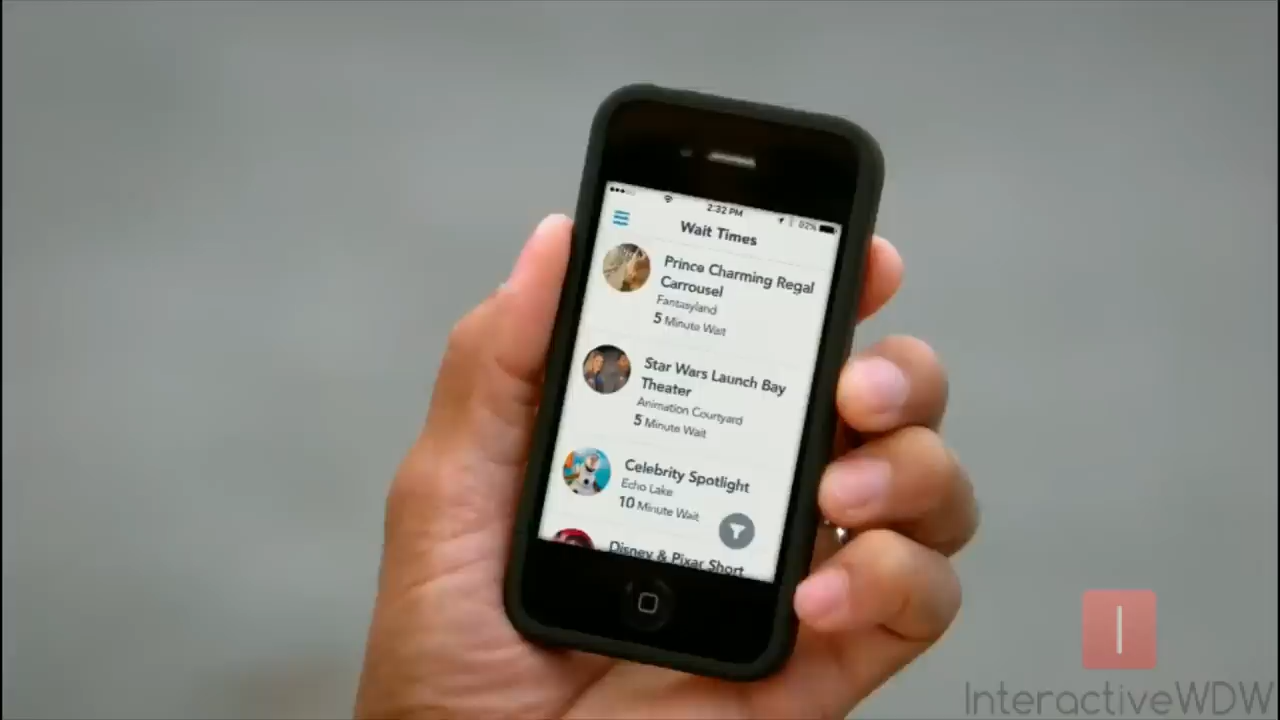 2:32 PM
82%
Wait Times
Prince Charming Regal
Carrousel
Fantasyland
5 Minute Wait
Star Wars Launch Bay
Theater
Animation Courtyard
5 Minute Wait
Celebrity Spotlight
Echo Lake
10 Minute Wait
Disney & Pixar Short
InteractiveWDW